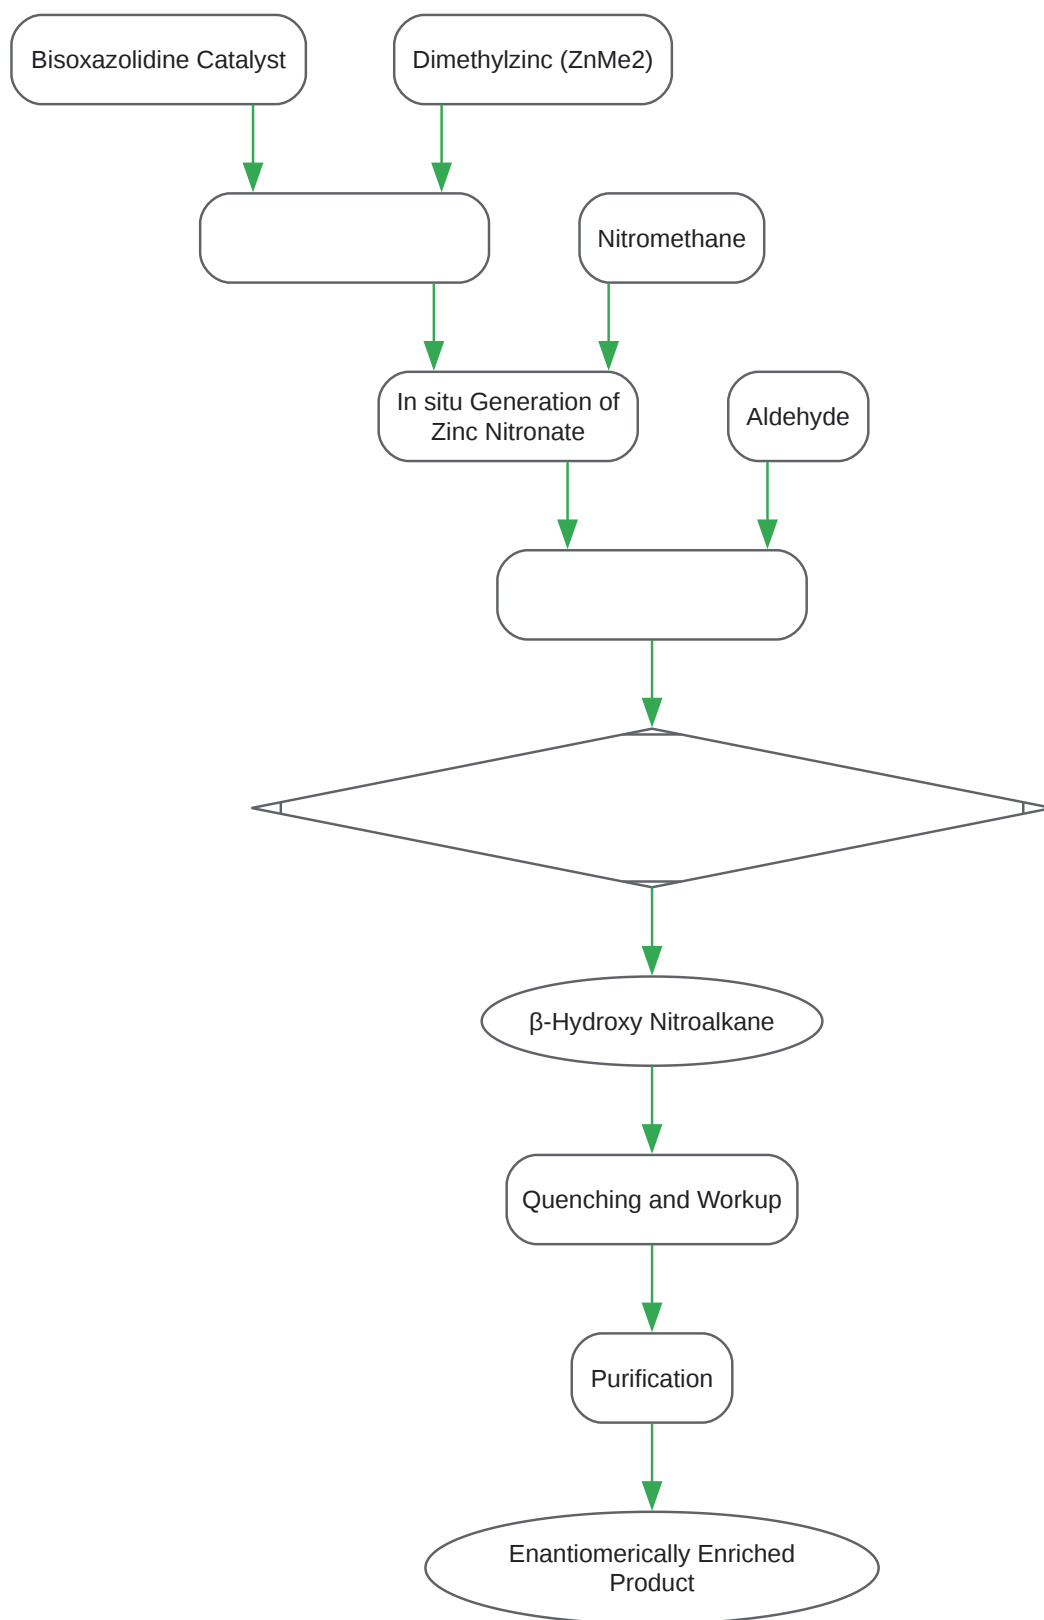 Bisoxazolidine Catalyst
Dimethylzinc (ZnMe2)
Nitromethane
In situ Generation of
Zinc Nitronate
Aldehyde
β-Hydroxy Nitroalkane
Quenching and Workup
Purification
Enantiomerically Enriched
Product